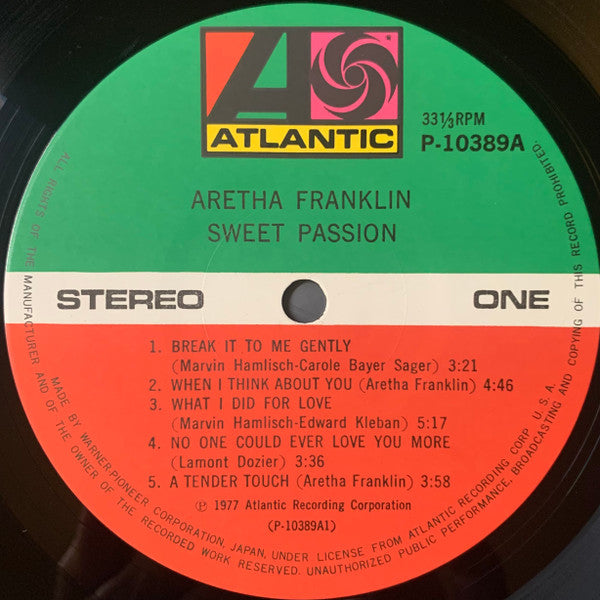 ATLANTIC
33⅓RPM
P-10389A
ARETHA FRANKLIN
SWEET PASSION
STEREO
ONE
1. BREAK IT TO ME GENTLY
(Marvin Hamlisch-Carole Bayer Sager) 3:21
2. WHEN I THINK ABOUT YOU (Aretha Franklin) 4:46
3. WHAT I DID FOR LOVE
(Marvin Hamlisch-Edward Kleban) 5:17
4. NO ONE COULD EVER LOVE YOU MORE
(Lamont Dozier) 3:36
5. A TENDER TOUCH (Aretha Franklin) 3:58
℗ 1977 Atlantic Recording Corporation
(P-10389A1)
MADE BY WARNER-PIONEER CORPORATION, JAPAN, UNDER LICENSE FROM ATLANTIC RECORDING CORP. U.S.A.
ALL RIGHTS OF THE MANUFACTURER AND OF THE OWNER OF THE RECORDED WORK RESERVED. UNAUTHORIZED PUBLIC PERFORMANCE, BROADCASTING AND COPYING OF THIS RECORD PROHIBITED.